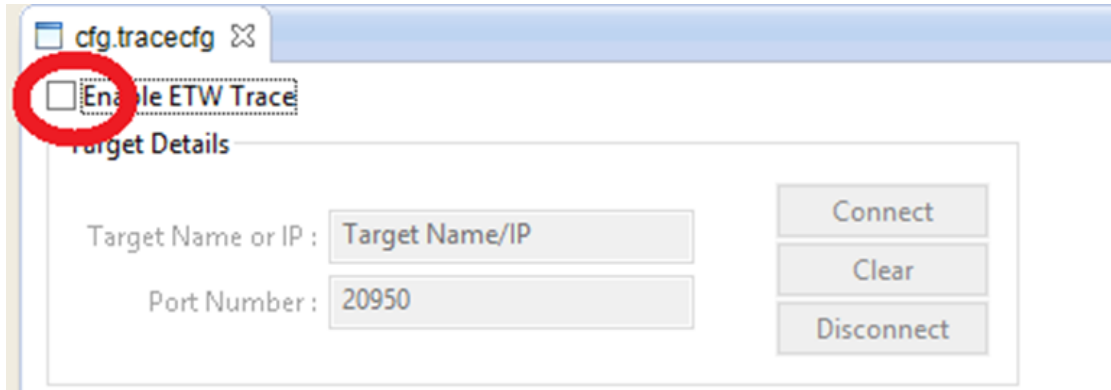 cfg.tracecfg
Enable ETW Trace
Target Details
Target Name or IP :
Target Name/IP
Connect
Clear
Port Number :
20950
Disconnect